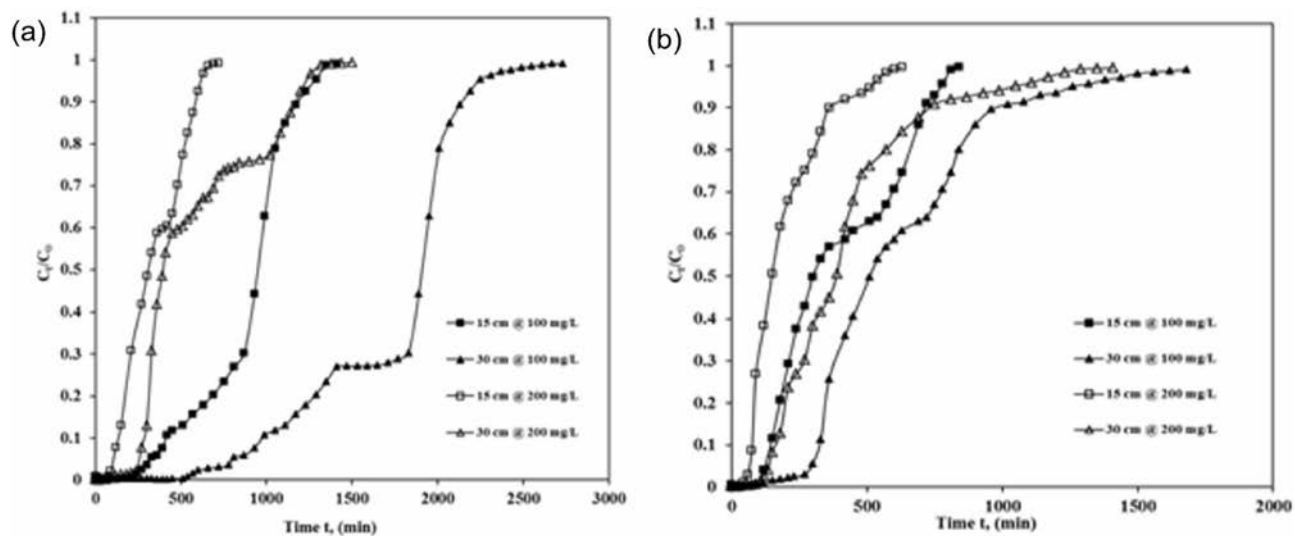 (a)
1.1
1
0.9
0.8
0.7
0.6
0.5
0.4
0.3
0.2
0.1
0
Ct/C0
0 500 1000 1500 2000 2500 3000
Time t, (min)
15 cm @ 100 mg/L
30 cm @ 100 mg/L
15 cm @ 200 mg/L
30 cm @ 200 mg/L
(b)
1.1
1
0.9
0.8
0.7
0.6
0.5
0.4
0.3
0.2
0.1
0
Ct/C0
0 500 1000 1500 2000
Time t, (min)
15 cm @ 100 mg/L
30 cm @ 100 mg/L
15 cm @ 200 mg/L
30 cm @ 200 mg/L